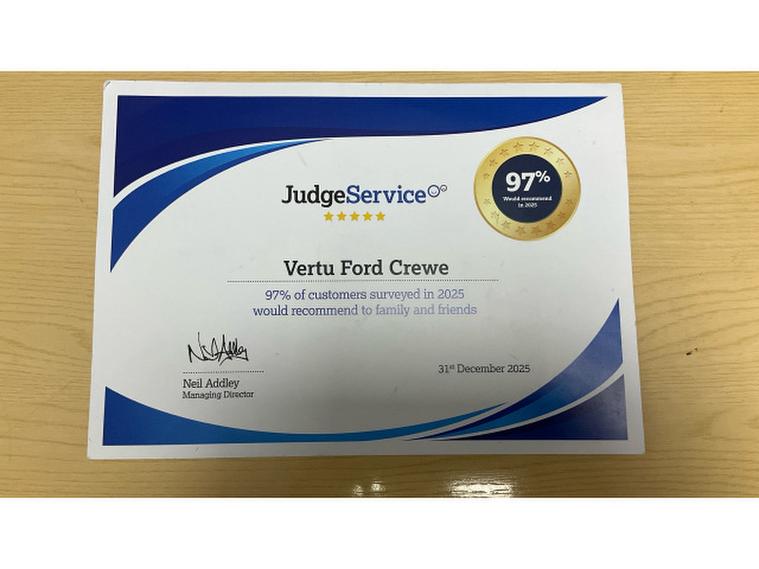 JudgeService
97%
Would recommend
in 2025
Vertu Ford Crewe
97% of customers surveyed in 2025
would recommend to family and friends
Neil Addley
Managing Director
31st December 2025